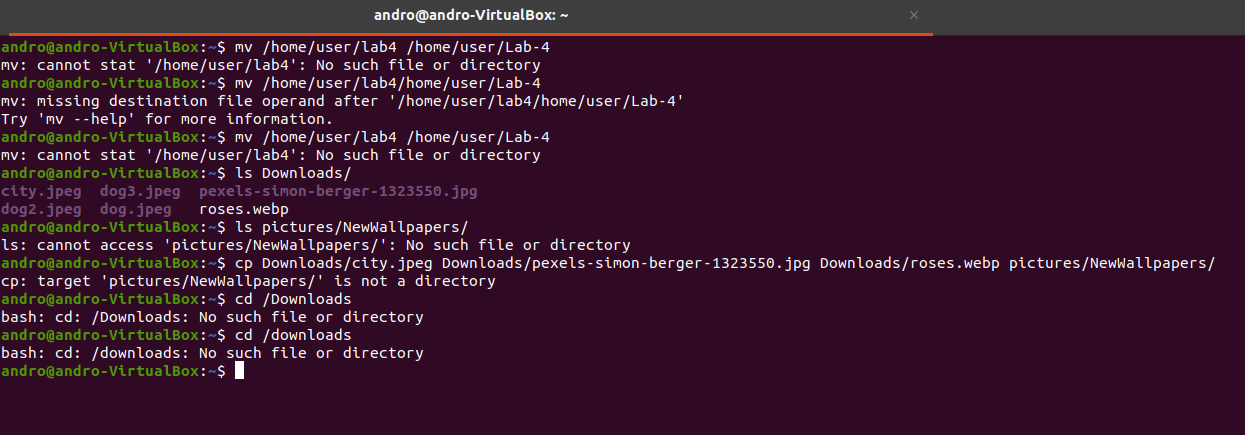 andro@andro-VirtualBox: ~ ×
andro@andro-VirtualBox:~$ mv /home/user/lab4 /home/user/Lab-4
mv: cannot stat '/home/user/lab4': No such file or directory
andro@andro-VirtualBox:~$ mv /home/user/lab4/home/user/Lab-4
mv: missing destination file operand after '/home/user/lab4/home/user/Lab-4'
Try 'mv --help' for more information.
andro@andro-VirtualBox:~$ mv /home/user/lab4 /home/user/Lab-4
mv: cannot stat '/home/user/lab4': No such file or directory
andro@andro-VirtualBox:~$ ls Downloads/
city.jpeg  dog3.jpeg  pexels-simon-berger-1323550.jpg
dog2.jpeg  dog.jpeg   roses.webp
andro@andro-VirtualBox:~$ ls pictures/NewWallpapers/
ls: cannot access 'pictures/NewWallpapers/': No such file or directory
andro@andro-VirtualBox:~$ cp Downloads/city.jpeg Downloads/pexels-simon-berger-1323550.jpg Downloads/roses.webp pictures/NewWallpapers/
cp: target 'pictures/NewWallpapers/' is not a directory
andro@andro-VirtualBox:~$ cd /Downloads
bash: cd: /Downloads: No such file or directory
andro@andro-VirtualBox:~$ cd /downloads
bash: cd: /downloads: No such file or directory
andro@andro-VirtualBox:~$